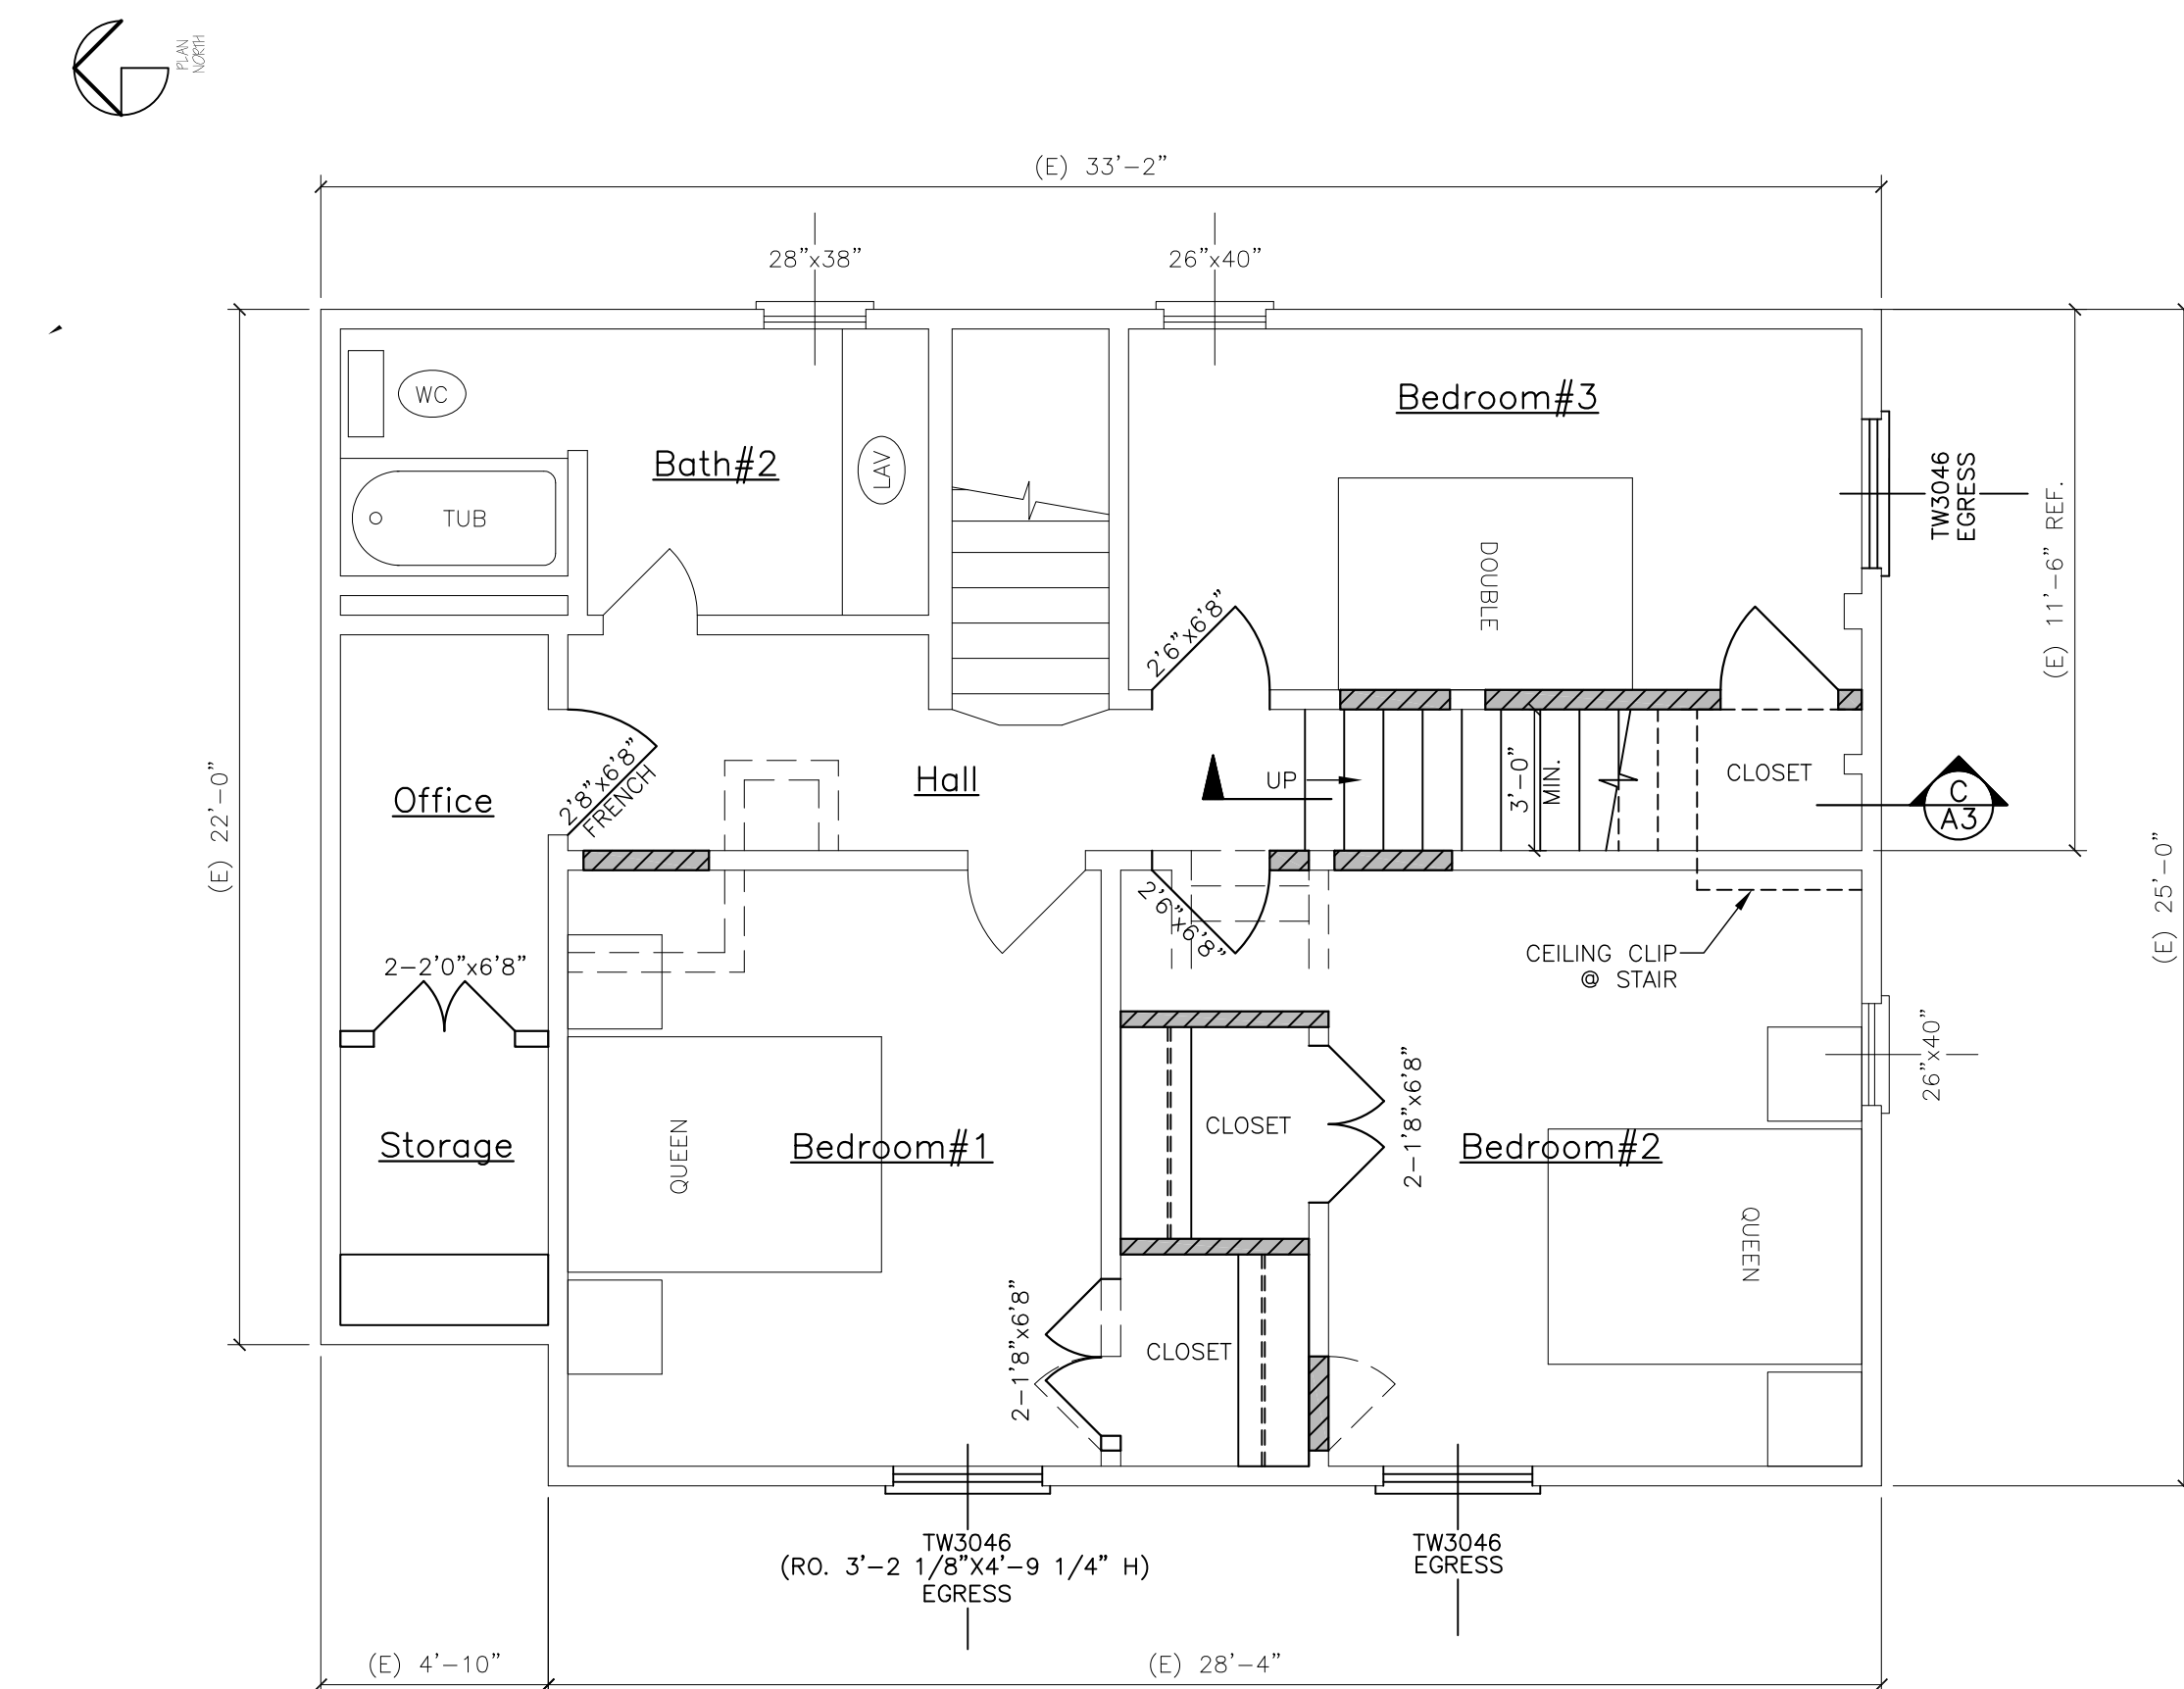 PLAN
NORTH
(E) 33'-2"
28"x38"
26"x40"
WC
Bath#2
LAV
TUB
Bedroom#3
DOUBLE
TW3046
EGRESS
(E) 11'-6" REF.
2'6"x6'8"
(E) 22'-0"
Office
2'8"x6'8"
FRENCH
Hall
UP
3'-0"
MIN.
CLOSET
C
A3
(E) 25'-0"
2'6"x6'8"
CEILING CLIP
@ STAIR
2-2'0"x6'8"
26"x40"
CLOSET
2-1'8"x6'8"
Storage
QUEEN
Bedroom#1
Bedroom#2
QUEEN
2-1'8"x6'8"
CLOSET
TW3046
(RO. 3'-2 1/8"X4'-9 1/4" H)
EGRESS
TW3046
EGRESS
(E) 4'-10"
(E) 28'-4"